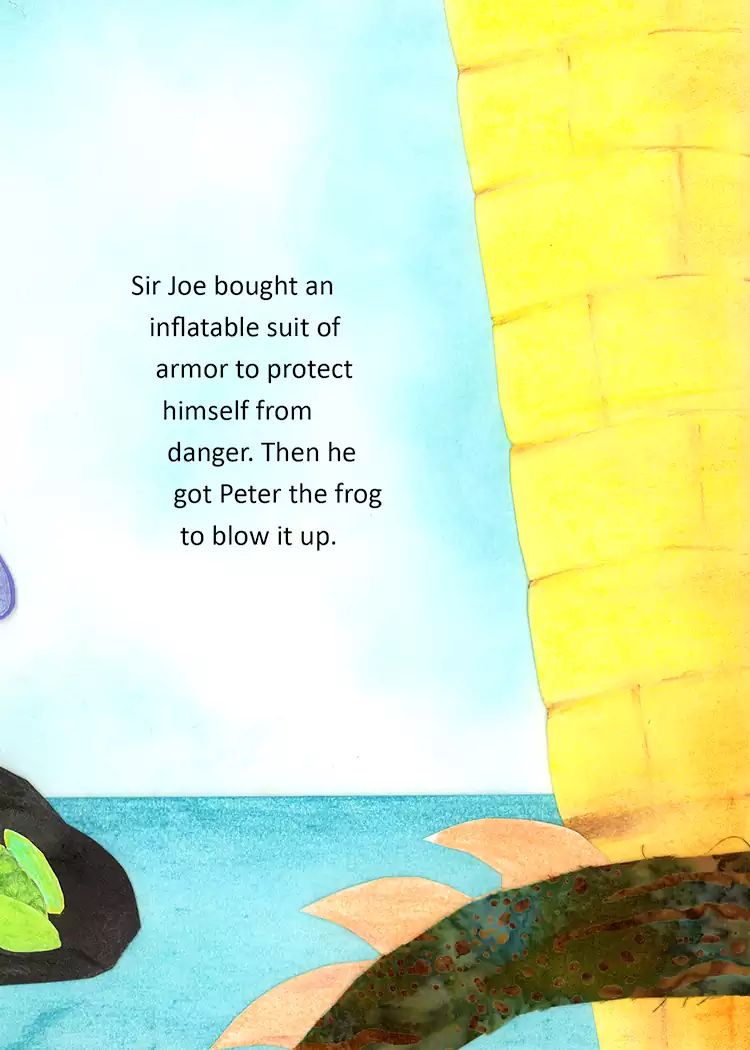 Sir Joe bought an
inflatable suit of
armor to protect
himself from
danger. Then he
got Peter the frog
to blow it up.